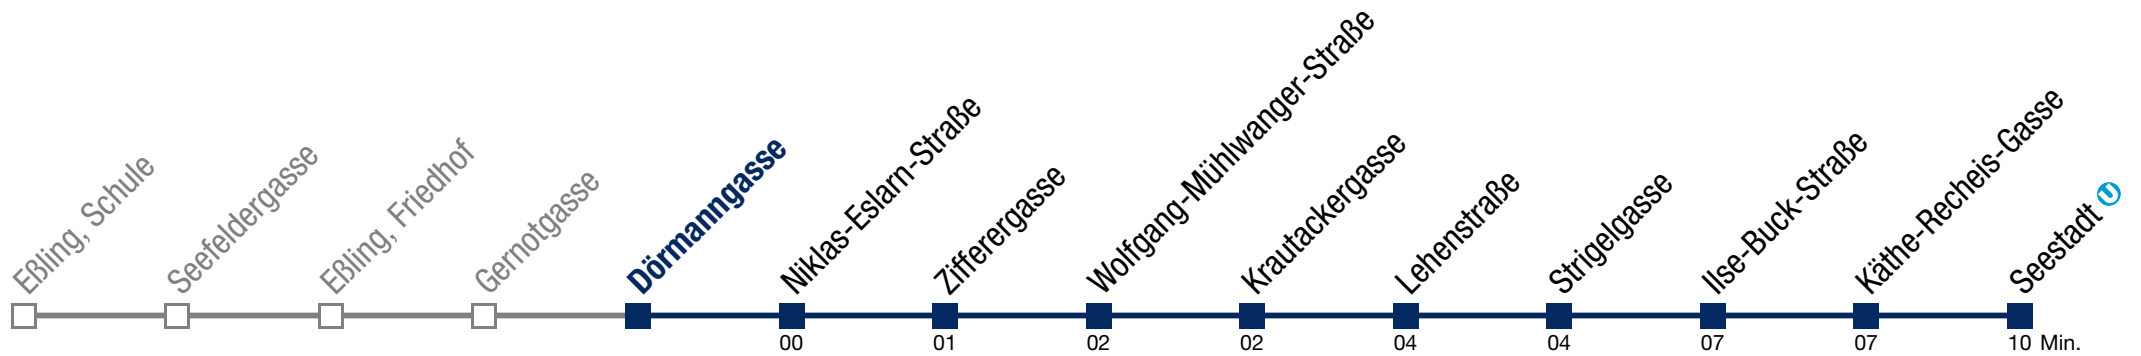 Eßling, Schule
Seefeldergasse
Eßling, Friedhof
Gernotgasse
Dörmanngasse
Niklas-Eslarn-Straße
Ziffererгasse
Wolfgang-Mühlwanger-Straße
Krautackergasse
Lehenstraße
Strigelgasse
Ilse-Buck-Straße
Käthe-Recheis-Gasse
Seestadt U
00 01 02 02 04 04 07 07 10 Min.